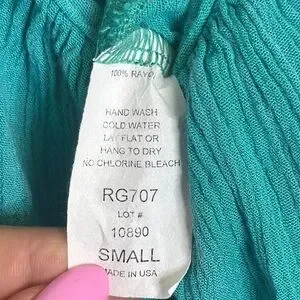 100% RAYON
HAND WASH
COLD WATER
LAY FLAT OR
HANG TO DRY
NO CHLORINE BLEACH
RG707
LOT #
10890
SMALL
MADE IN USA